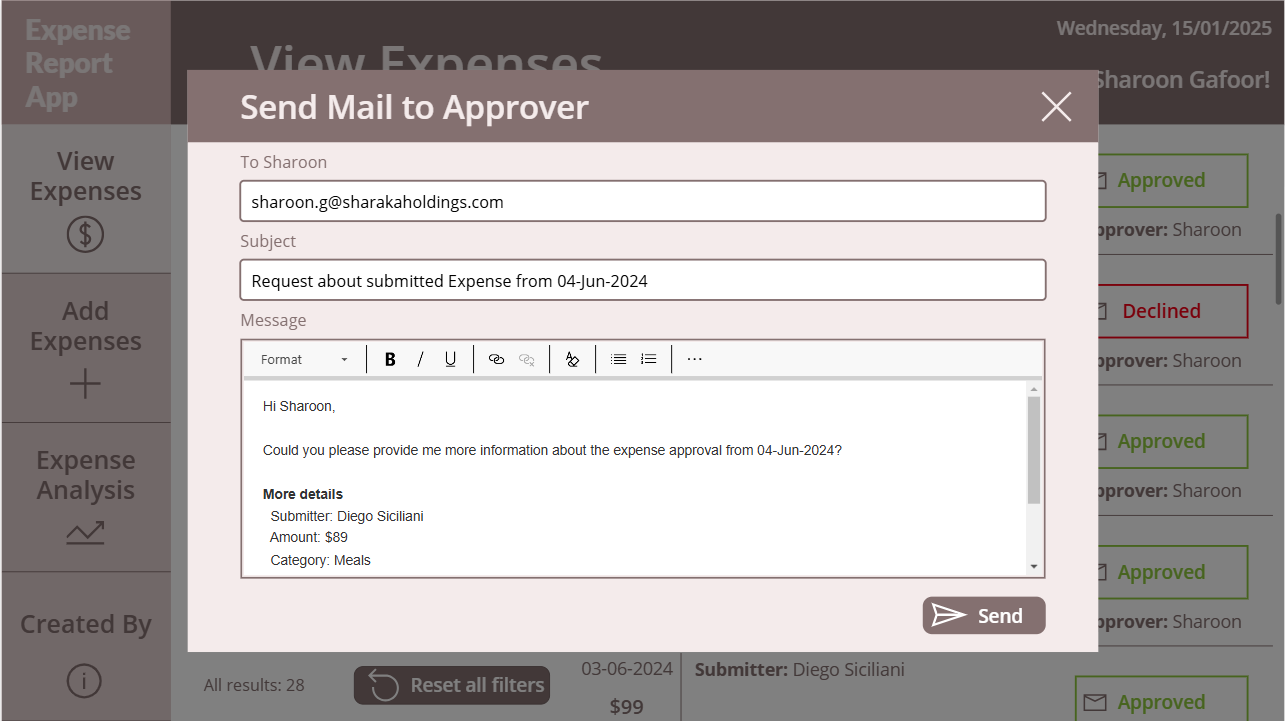 Expense
Report
App
View Expenses
Wednesday, 15/01/2025
Sharoon Gafoor!
View
Expenses
Add
Expenses
Expense
Analysis
Created By
Send Mail to Approver
To Sharoon
sharoon.g@sharakaholdings.com
Subject
Request about submitted Expense from 04-Jun-2024
Message
Format B / U ...
Hi Sharoon,
Could you please provide me more information about the expense approval from 04-Jun-2024?
More details
Submitter: Diego Siciliani
Amount: $89
Category: Meals
Send
Approved
pprover: Sharoon
Declined
pprover: Sharoon
Approved
pprover: Sharoon
Approved
pprover: Sharoon
All results: 28
Reset all filters
03-06-2024
$99
Submitter: Diego Siciliani
Approved